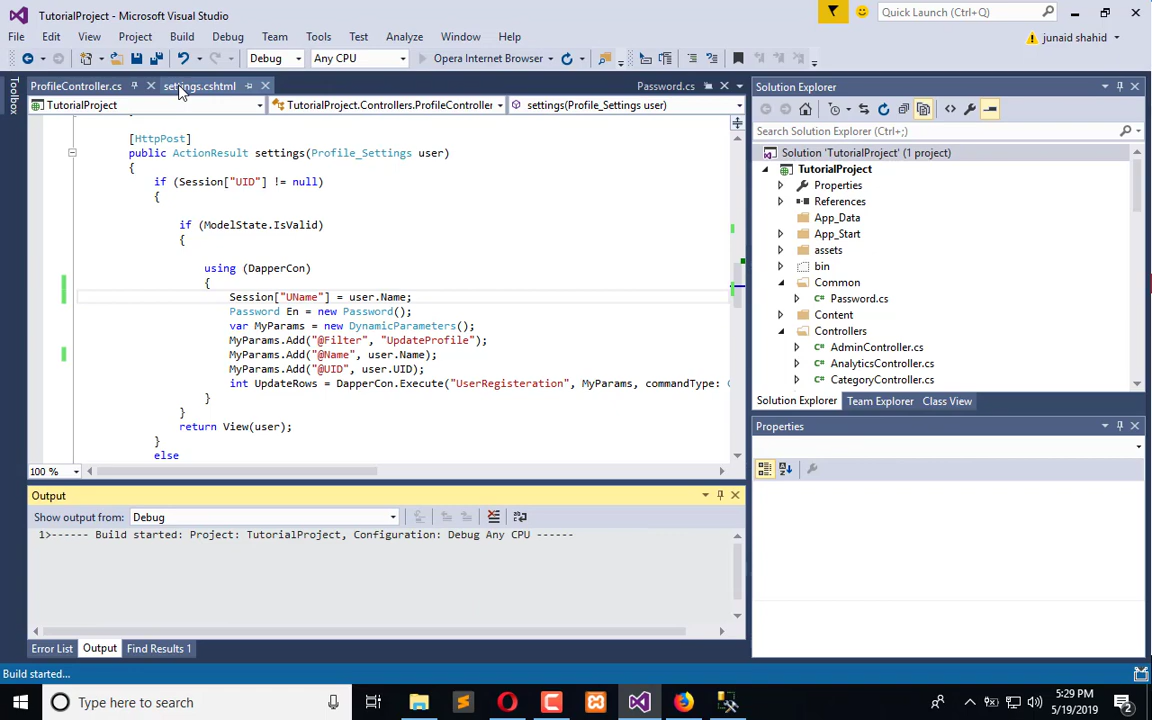 TutorialProject - Microsoft Visual Studio
Quick Launch (Ctrl+Q)
File Edit View Project Build Debug Team Tools Test Analyze Window Help
junaid shahid
Debug Any CPU Opera Internet Browser
Toolbox
ProfileController.cs settings.cshtml Password.cs
TutorialProject TutorialProject.Controllers.ProfileController settings(Profile_Settings user)
[HttpPost]
public ActionResult settings(Profile_Settings user)
{
if (Session["UID"] != null)
{
if (ModelState.IsValid)
{
using (DapperCon)
{
Session["UName"] = user.Name;
Password En = new Password();
var MyParams = new DynamicParameters();
MyParams.Add("@Filter", "UpdateProfile");
MyParams.Add("@Name", user.Name);
MyParams.Add("@UID", user.UID);
int UpdateRows = DapperCon.Execute("UserRegisteration", MyParams, commandType:
}
}
return View(user);
}
else
100 %
Output
Show output from: Debug
1>------ Build started: Project: TutorialProject, Configuration: Debug Any CPU ------
Error List Output Find Results 1
Solution Explorer
Search Solution Explorer (Ctrl+;)
Solution 'TutorialProject' (1 project)
TutorialProject
Properties
References
App_Data
App_Start
assets
bin
Common
Password.cs
Content
Controllers
AdminController.cs
AnalyticsController.cs
CategoryController.cs
Solution Explorer Team Explorer Class View
Properties
Build started...
Type here to search
5:29 PM
5/19/2019
2